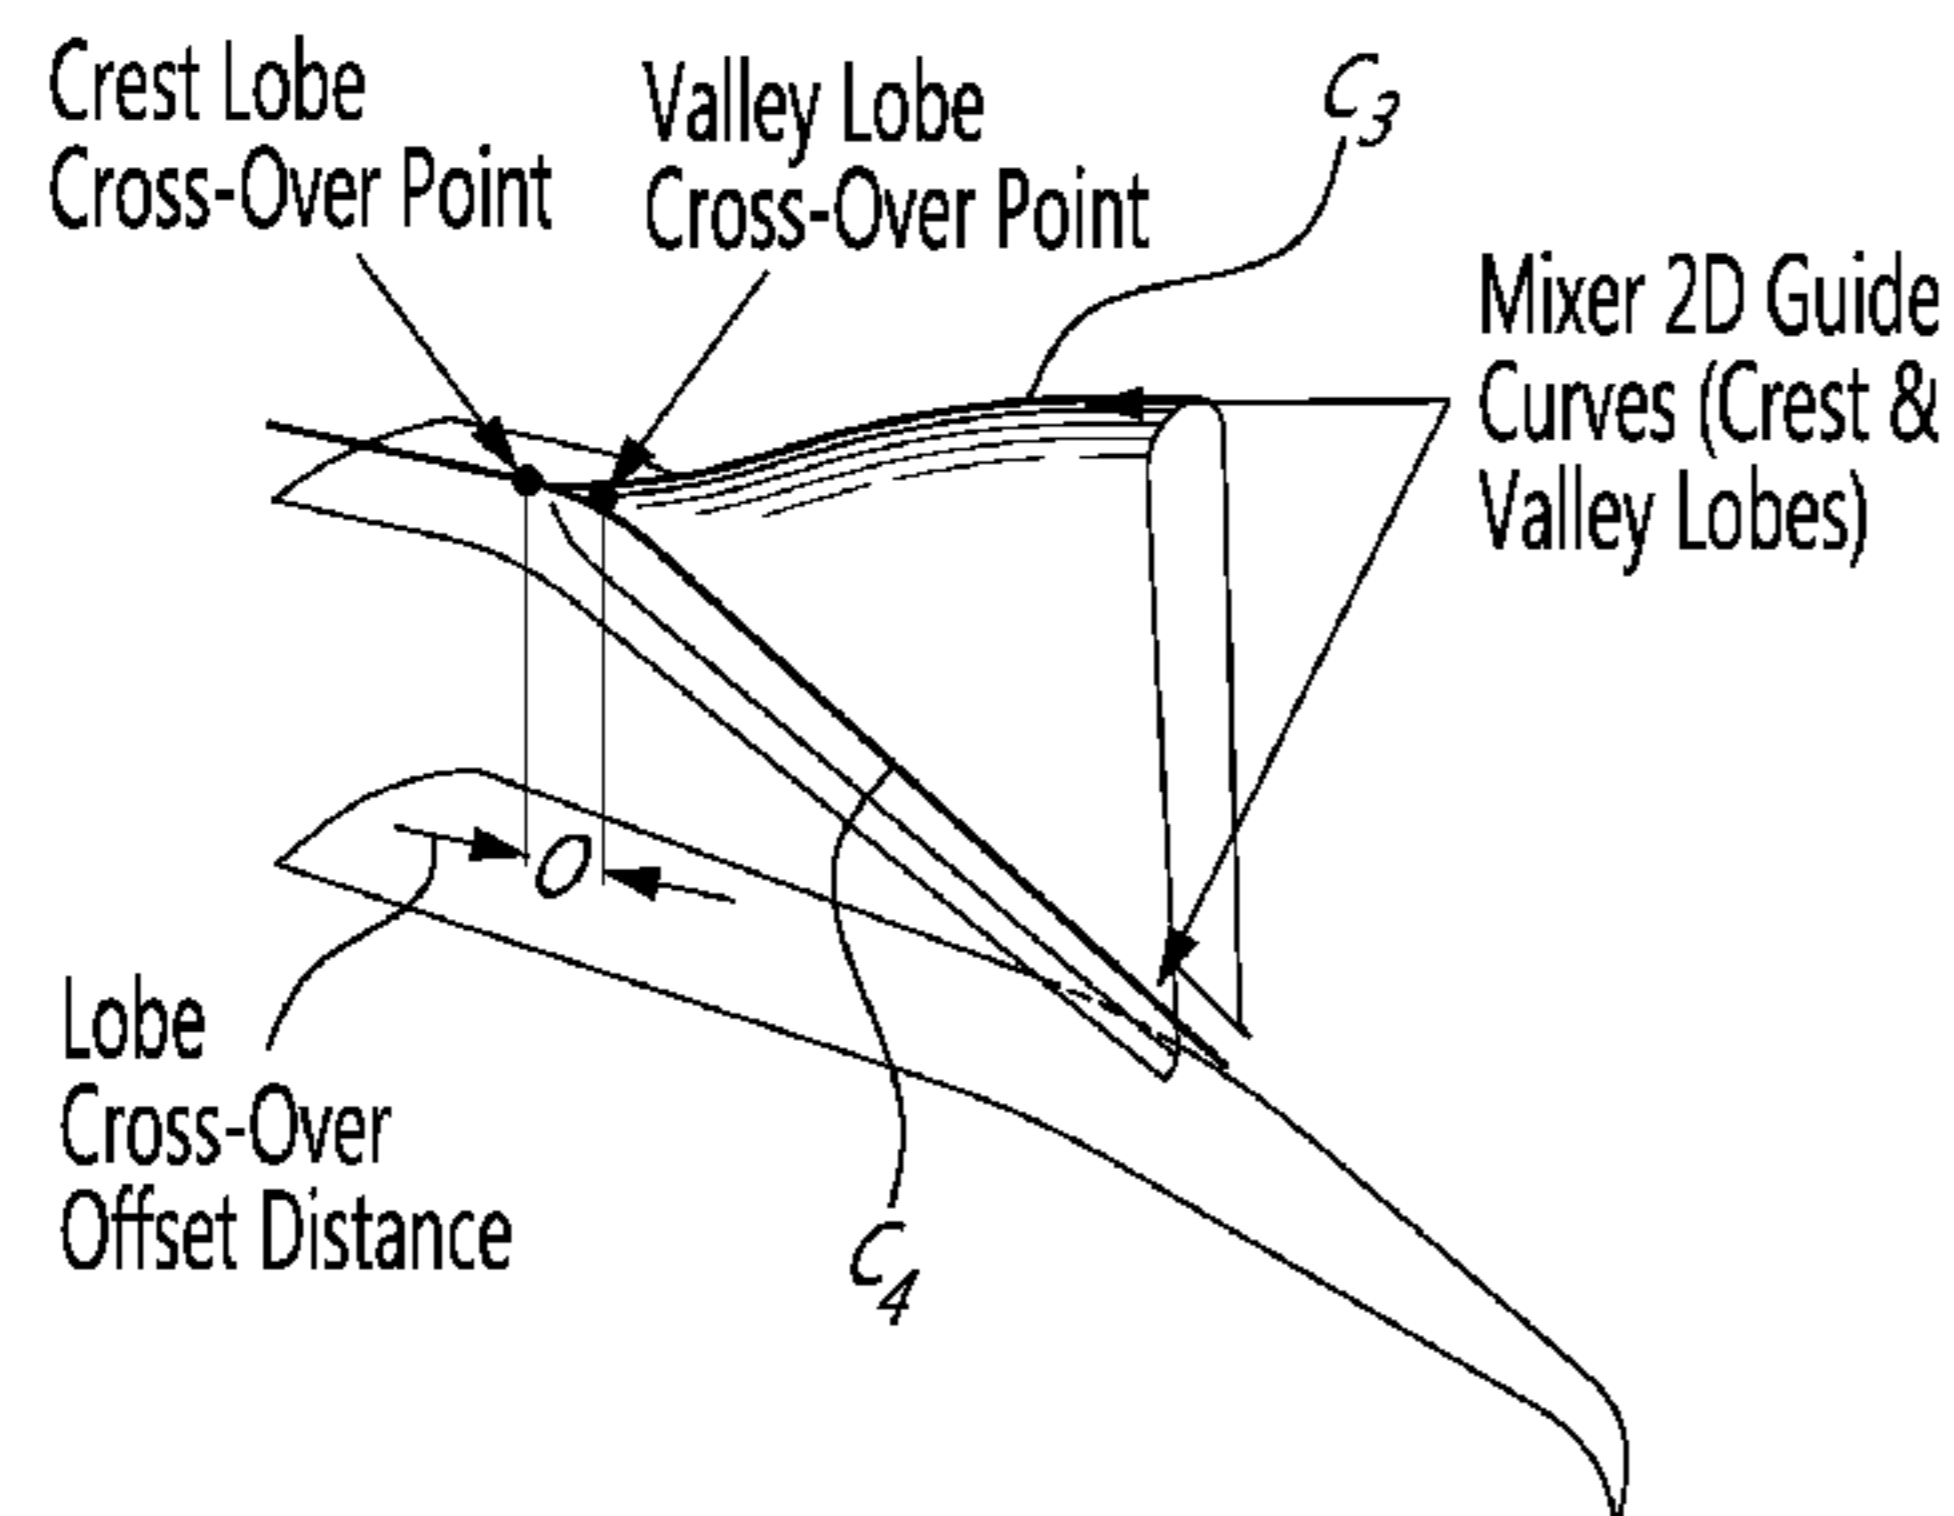 Crest Lobe
Cross-Over Point
Valley Lobe
Cross-Over Point
C3
Mixer 2D Guide
Curves (Crest &
Valley Lobes)
O
Lobe
Cross-Over
Offset Distance
C4